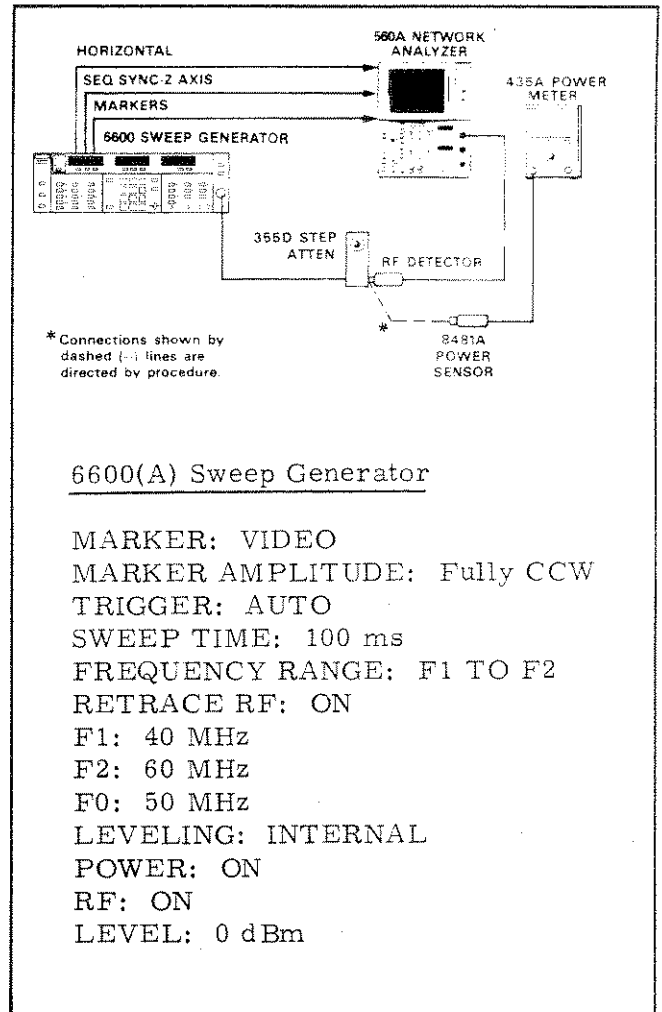 HORIZONTAL
SEQ SYNC-Z AXIS
MARKERS
6600 SWEEP GENERATOR
560A NETWORK
ANALYZER
435A POWER
METER
355D STEP
ATTEN
RF DETECTOR
*
8481A
POWER
SENSOR
* Connections shown by
dashed (--) lines are
directed by procedure.
6600(A) Sweep Generator
MARKER: VIDEO
MARKER AMPLITUDE: Fully CCW
TRIGGER: AUTO
SWEEP TIME: 100 ms
FREQUENCY RANGE: F1 TO F2
RETRACE RF: ON
F1: 40 MHz
F2: 60 MHz
F0: 50 MHz
LEVELING: INTERNAL
POWER: ON
RF: ON
LEVEL: 0 dBm